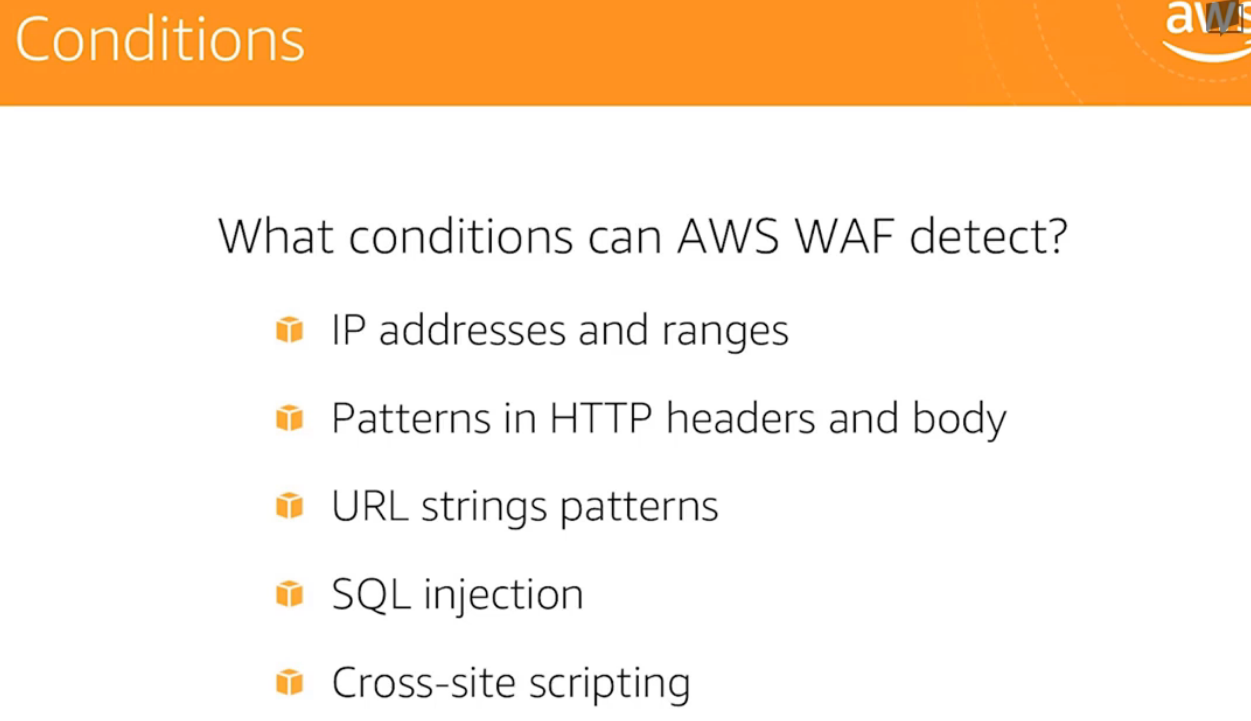 Conditions
aws
What conditions can AWS WAF detect?
IP addresses and ranges
Patterns in HTTP headers and body
URL strings patterns
SQL injection
Cross-site scripting